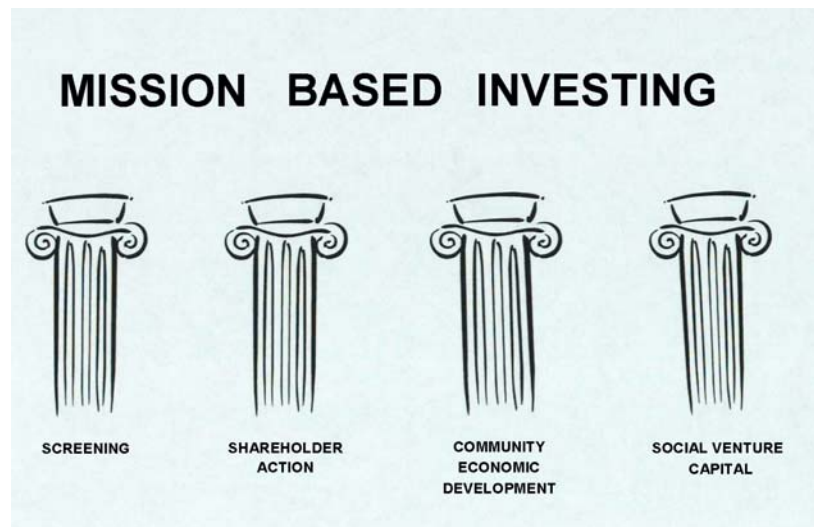 MISSION BASED INVESTING
SCREENING
SHAREHOLDER
ACTION
COMMUNITY
ECONOMIC
DEVELOPMENT
SOCIAL VENTURE
CAPITAL